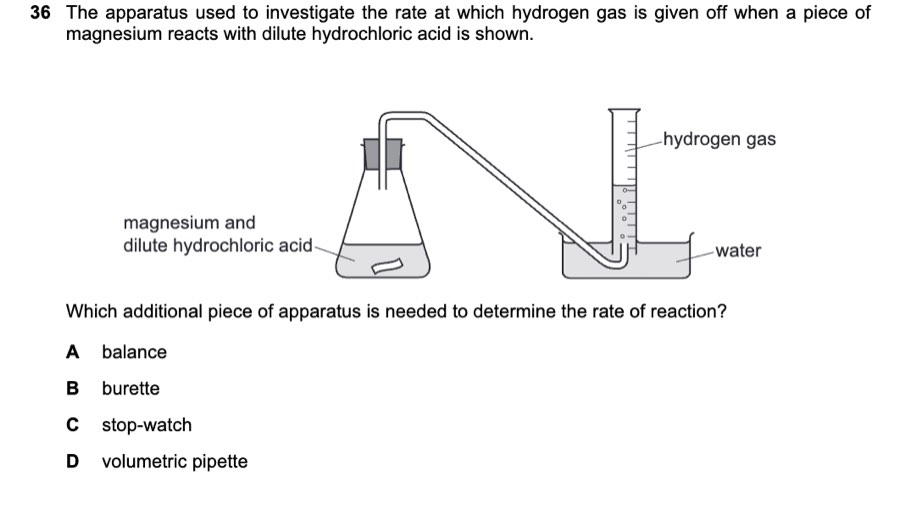 36 The apparatus used to investigate the rate at which hydrogen gas is given off when a piece of
magnesium reacts with dilute hydrochloric acid is shown.
hydrogen gas
magnesium and
dilute hydrochloric acid
water
Which additional piece of apparatus is needed to determine the rate of reaction?
A balance
B burette
C stop-watch
D volumetric pipette